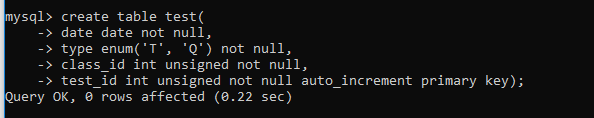 mysql> create table test(
    -> date date not null,
    -> type enum('T', 'Q') not null,
    -> class_id int unsigned not null,
    -> test_id int unsigned not null auto_increment primary key);
Query OK, 0 rows affected (0.22 sec)